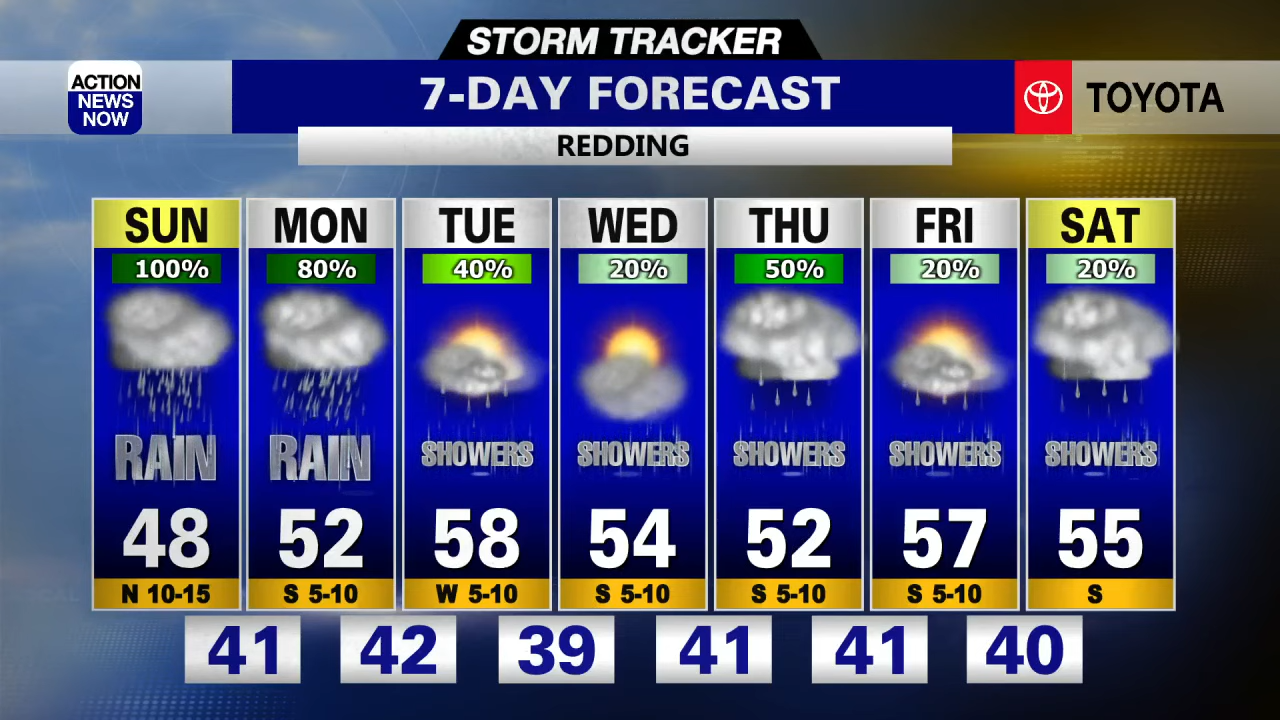 STORM TRACKER
7-DAY FORECAST
ACTION
NEWS
NOW
TOYOTA
REDDING
SUN MON TUE WED THU FRI SAT
100% 80% 40% 20% 50% 20% 20%
RAIN RAIN SHOWERS SHOWERS SHOWERS SHOWERS SHOWERS
48 52 58 54 52 57 55
N 10-15 S 5-10 W 5-10 S 5-10 S 5-10 S 5-10 S
41 42 39 41 41 40